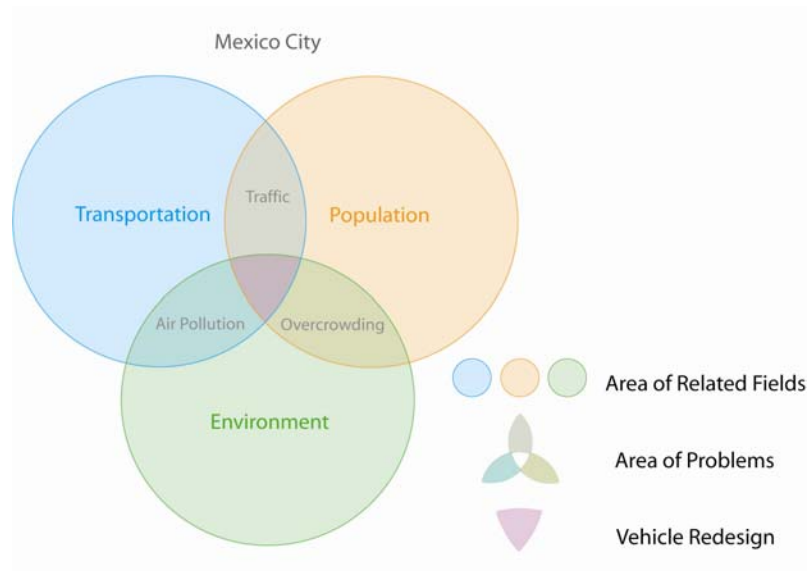 Mexico City
Traffic
Transportation
Population
Air Pollution
Overcrowding
Environment
Area of Related Fields
Area of Problems
Vehicle Redesign